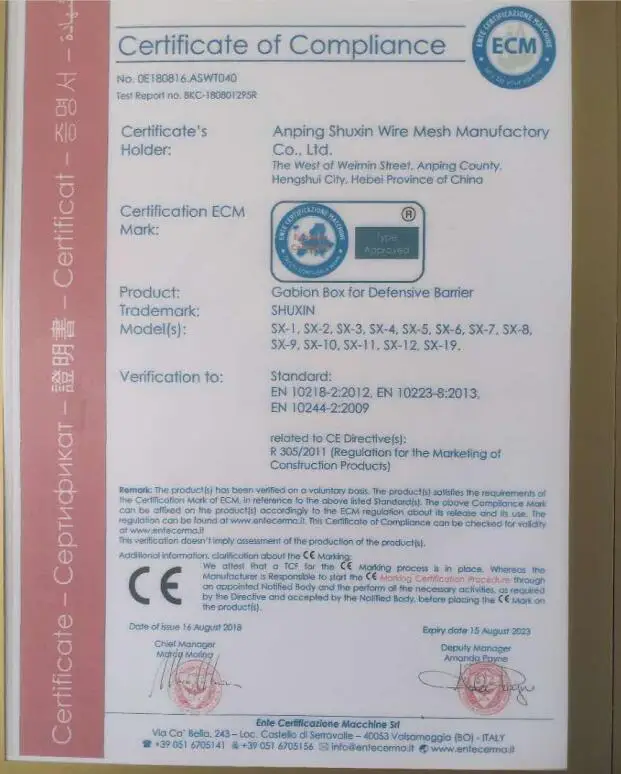 Certificate of Compliance
ENTE CERTIFICAZIONE MACCHINE
ECM
No. 0E180816.ASWT040
Test Report no. BKC-180801295R
Certificate's
Holder:
Anping Shuxin Wire Mesh Manufactory
Co., Ltd.
The West of Weimin Street, Anping County,
Hengshui City, Hebei Province of China
Certification ECM
Mark:
ENTE CERTIFICAZIONE MACCHINE
®
Type
Approved
Product:
Gabion Box for Defensive Barrier
Trademark:
SHUXIN
Model(s):
SX-1, SX-2, SX-3, SX-4, SX-5, SX-6, SX-7, SX-8,
SX-9, SX-10, SX-11, SX-12, SX-19.
Verification to:
Standard:
EN 10218-2:2012, EN 10223-8:2013,
EN 10244-2:2009
related to CE Directive(s):
R 305/2011 (Regulation for the Marketing of
Construction Products)
Remark: The product(s) has been verified on a voluntary basis. The product(s) satisfies the requirements of
the Certification Mark of ECM, in reference to the above listed Standard(s). The above Compliance Mark
can be affixed on the product(s) accordingly to the ECM regulation about its release and its use. The
regulation can be found at www.entecerma.it. This Certificate of Compliance can be checked for validity
at www.entecerma.it
This verification doesn't imply assessment of the production of the product(s).
Additional information, clarification about the CE Marking:
CE
We attest that a TCF for the CE Marking process is in place. Whereas the
Manufacturer is Responsible to start the CE Marking Certification Procedure through
an appointed Notified Body and the perform all the necessary activities, as required
by the Directive and accepted by the Notified Body, before placing the CE Mark on
the product(s).
Date of issue 16 August 2018
Expiry date 15 August 2023
Chief Manager
Marco Morina
Deputy Manager
Amanda Payne
Ente Certificazione Macchine Srl
Via Ca' Bella, 243 – Loc. Castello di Serravalle – 40053 Valsamoggia (BO) - ITALY
☎ +39 051 6705141 +39 051 6705156 ✉ info@entecerma.it www.entecerma.it
Certificate – Сертификат – 證明書 – Certificat – 증명서 – شهادة